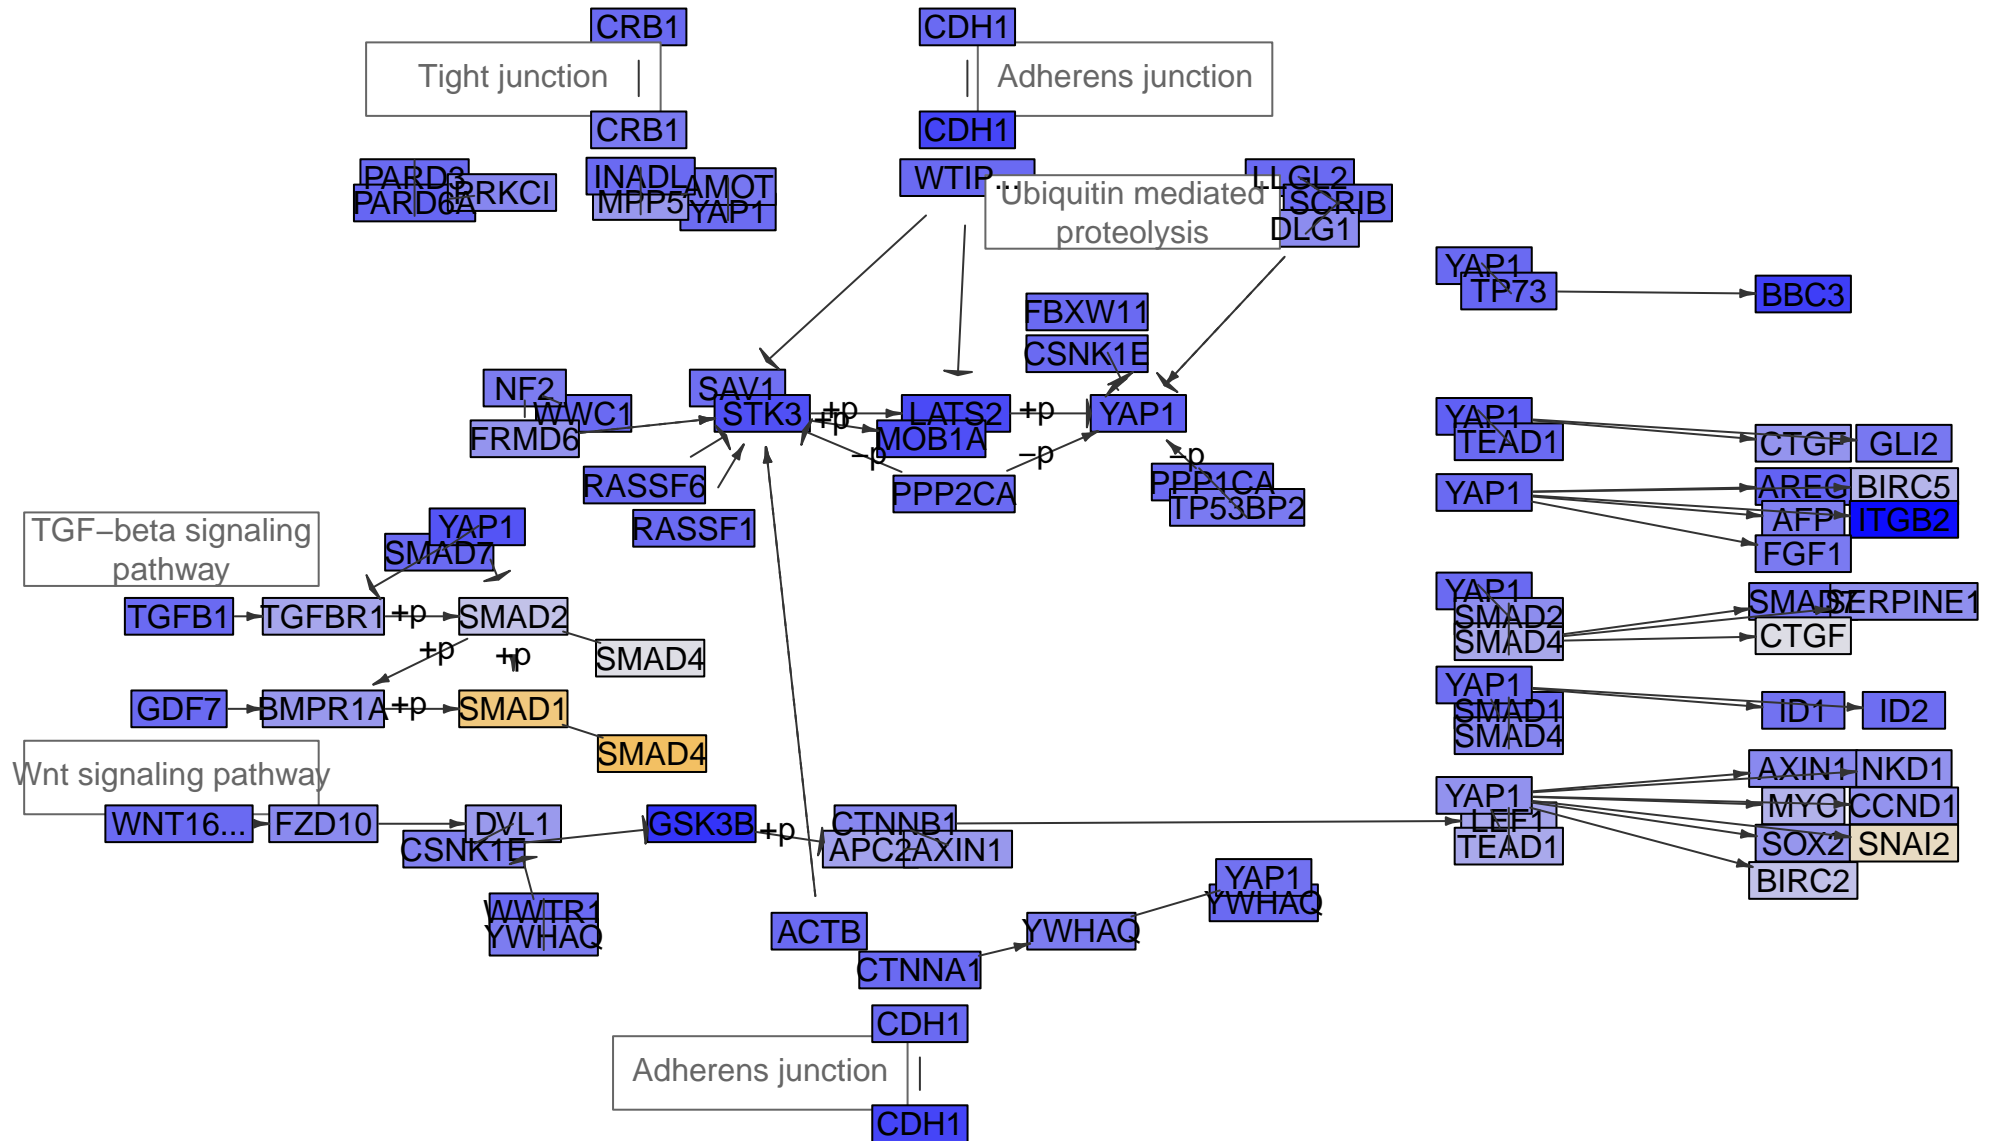 CRB1
CDH1
Tight junction
Adherens junction
CRB1
CDH1
PARD3
PARD6A
PRKCI
INADL
MPP5
AMOT
YAP1
WTIP...
Ubiquitin mediated
proteolysis
LLGL2
SCRIB
DLG1
YAP1
TP73
BBC3
FBXW11
CSNK1E
NF2
WWC1
FRMD6
SAV1
STK3
+p
+p
LATS2
MOB1A
+p
YAP1
−p
−p
−p
RASSF6
RASSF1
PPP2CA
PPP1CA
TP53BP2
YAP1
TEAD1
CTGF
GLI2
YAP1
AREG
BIRC5
AFP
ITGB2
FGF1
TGF−beta signaling
pathway
YAP1
SMAD7
TGFB1
TGFBR1
+p
SMAD2
SMAD4
+p
+p
GDF7
BMPR1A
+p
SMAD1
SMAD4
YAP1
SMAD2
SMAD4
SMAD7
SERPINE1
CTGF
YAP1
SMAD1
SMAD4
ID1
ID2
Wnt signaling pathway
WNT16...
FZD10
DVL1
CSNK1E
GSK3B
+p
CTNNB1
APC2
AXIN1
YAP1
LEF1
TEAD1
AXIN1
NKD1
MYC
CCND1
SOX2
SNAI2
BIRC2
WWTR1
YWHAQ
ACTB
CTNNA1
YWHAQ
YAP1
YWHAQ
CDH1
Adherens junction
CDH1